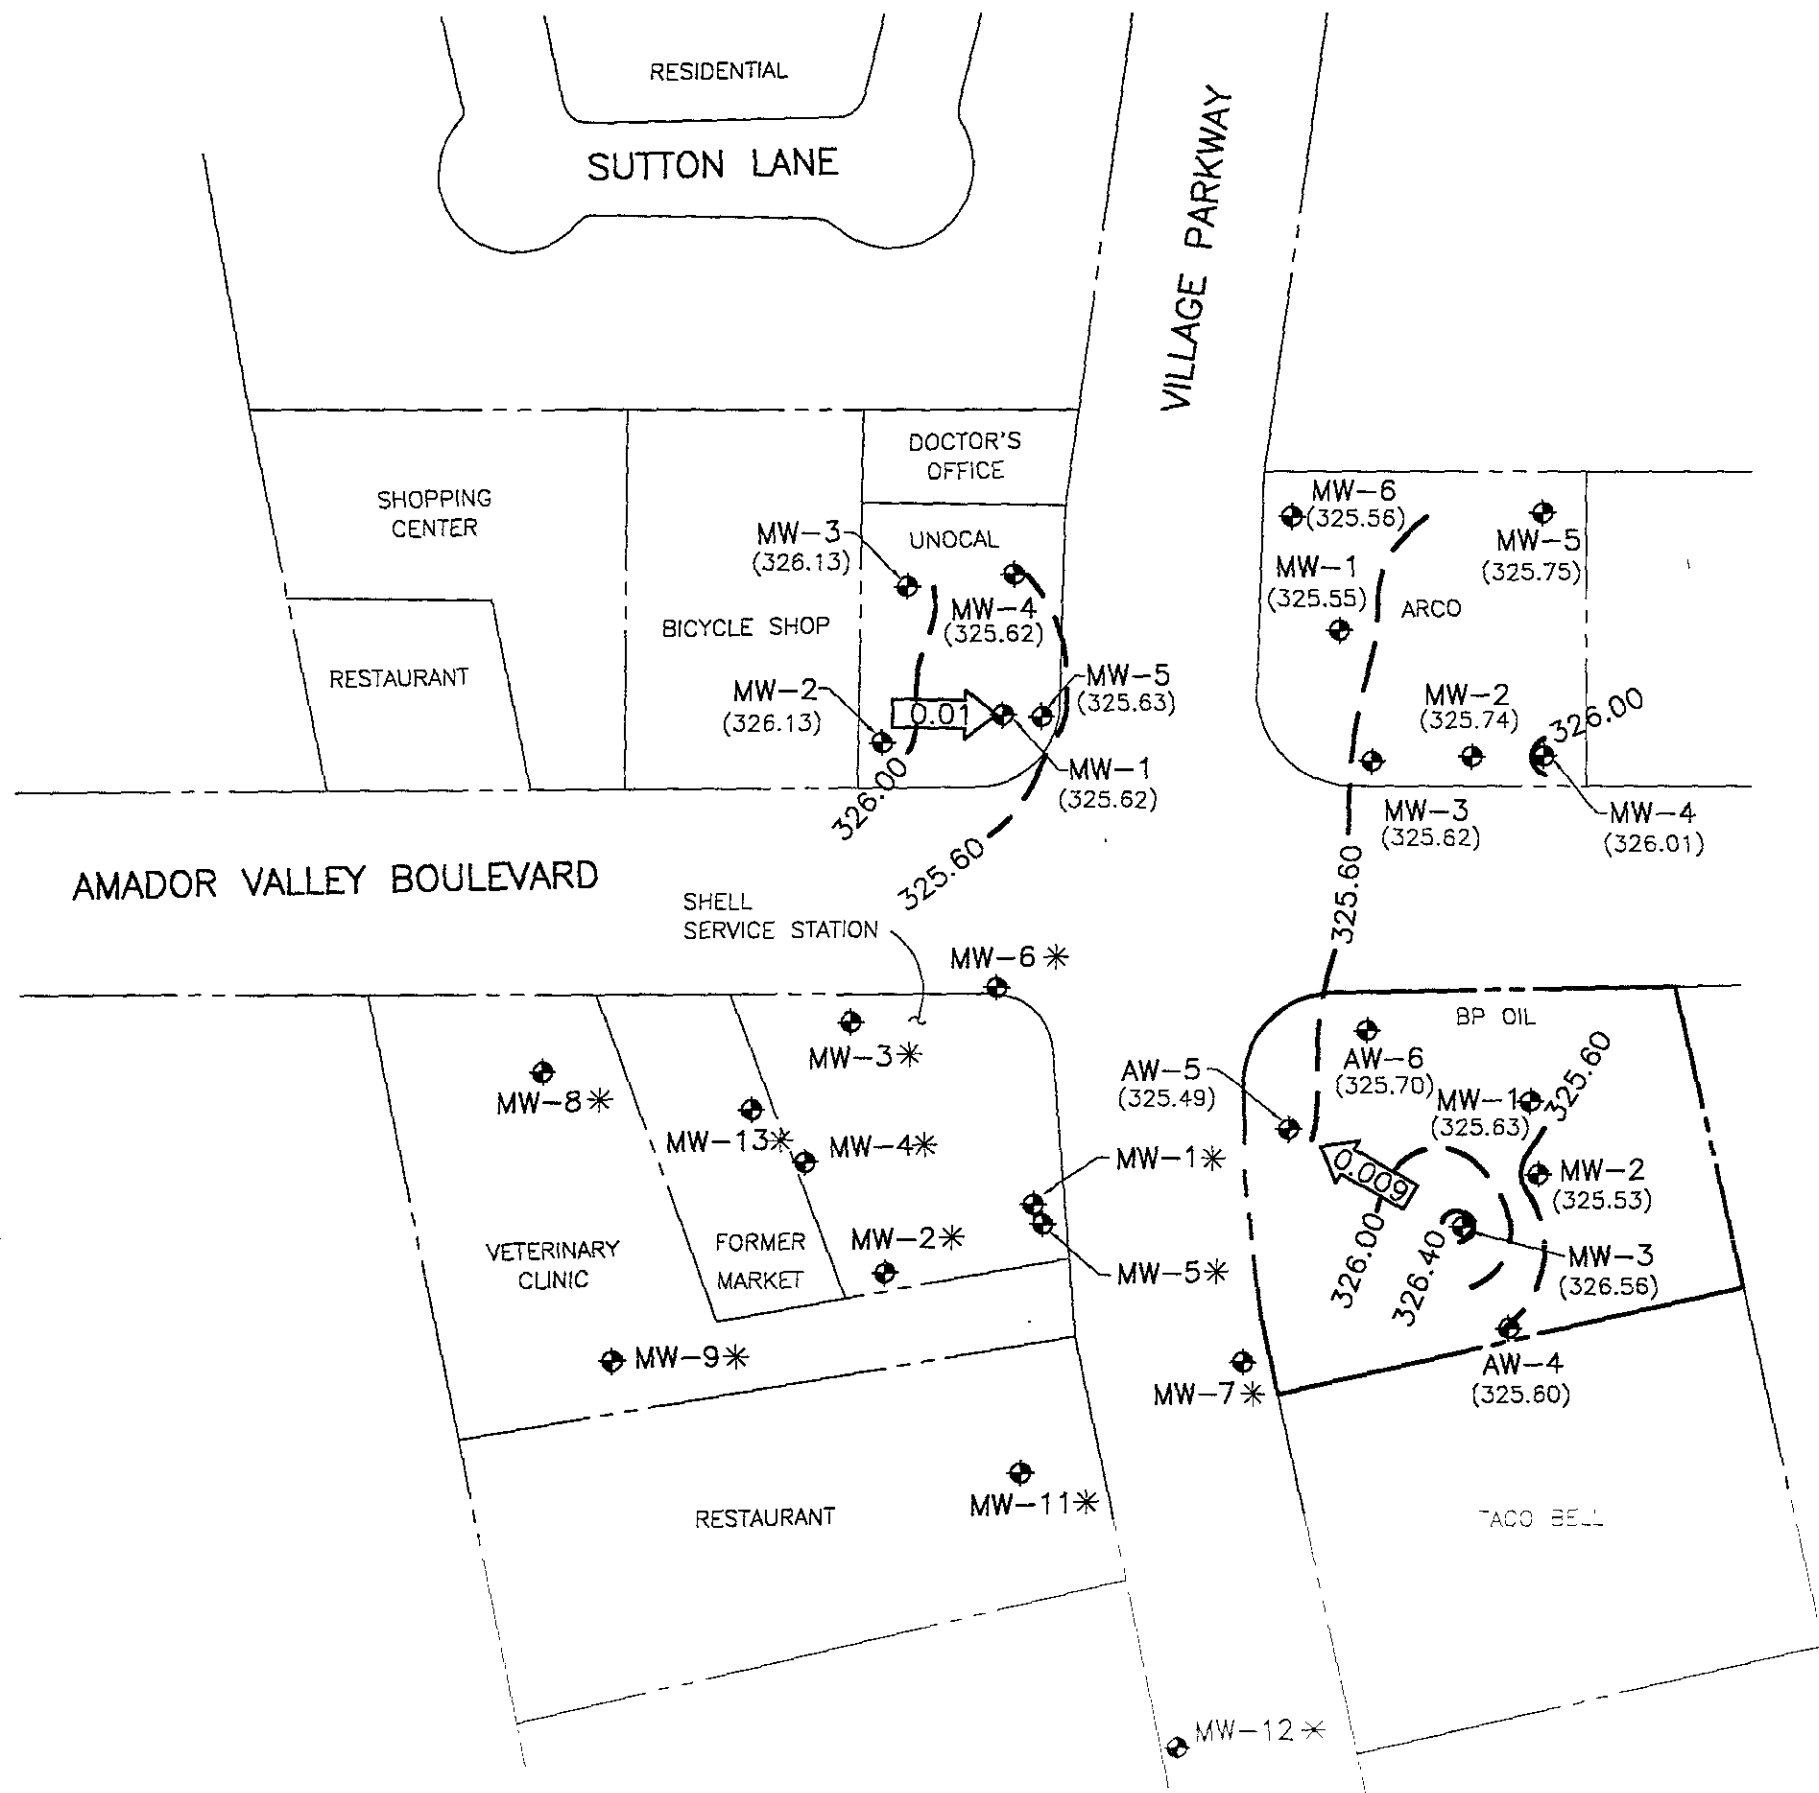 RESIDENTIAL
SUTTON LANE
VILLAGE PARKWAY
DOCTOR'S
OFFICE
SHOPPING
CENTER
MW-6
(325.56)
MW-3
(326.13)
UNOCAL
MW-5
(325.75)
MW-1
(325.55)
ARCO
MW-4
(325.62)
BICYCLE SHOP
RESTAURANT
MW-2
(326.13)
0.01
MW-5
(325.63)
MW-2
(325.74)
326.00
MW-1
(325.62)
326.00
MW-3
(325.62)
MW-4
(326.01)
325.60
325.60
AMADOR VALLEY BOULEVARD
SHELL
SERVICE STATION
MW-6*
BP OIL
MW-3*
AW-6
(325.70)
325.60
AW-5
(325.49)
MW-8*
MW-1
(325.63)
MW-13*
MW-4*
MW-1*
0.009
MW-2
(325.53)
VETERINARY
CLINIC
FORMER
MARKET
MW-2*
MW-5*
326.00
326.40
MW-3
(326.56)
MW-9*
MW-7*
AW-4
(325.60)
MW-11*
RESTAURANT
TACO BELL
MW-12*